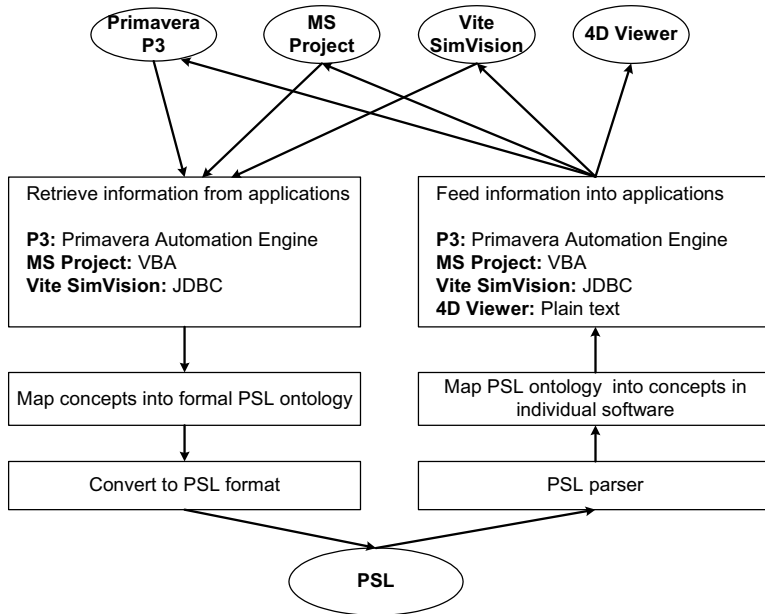 Primavera
P3
MS
Project
Vite
SimVision
4D Viewer
Retrieve information from applications
P3: Primavera Automation Engine
MS Project: VBA
Vite SimVision: JDBC
Feed information into applications
P3: Primavera Automation Engine
MS Project: VBA
Vite SimVision: JDBC
4D Viewer: Plain text
Map concepts into formal PSL ontology
Map PSL ontology into concepts in
individual software
Convert to PSL format
PSL parser
PSL